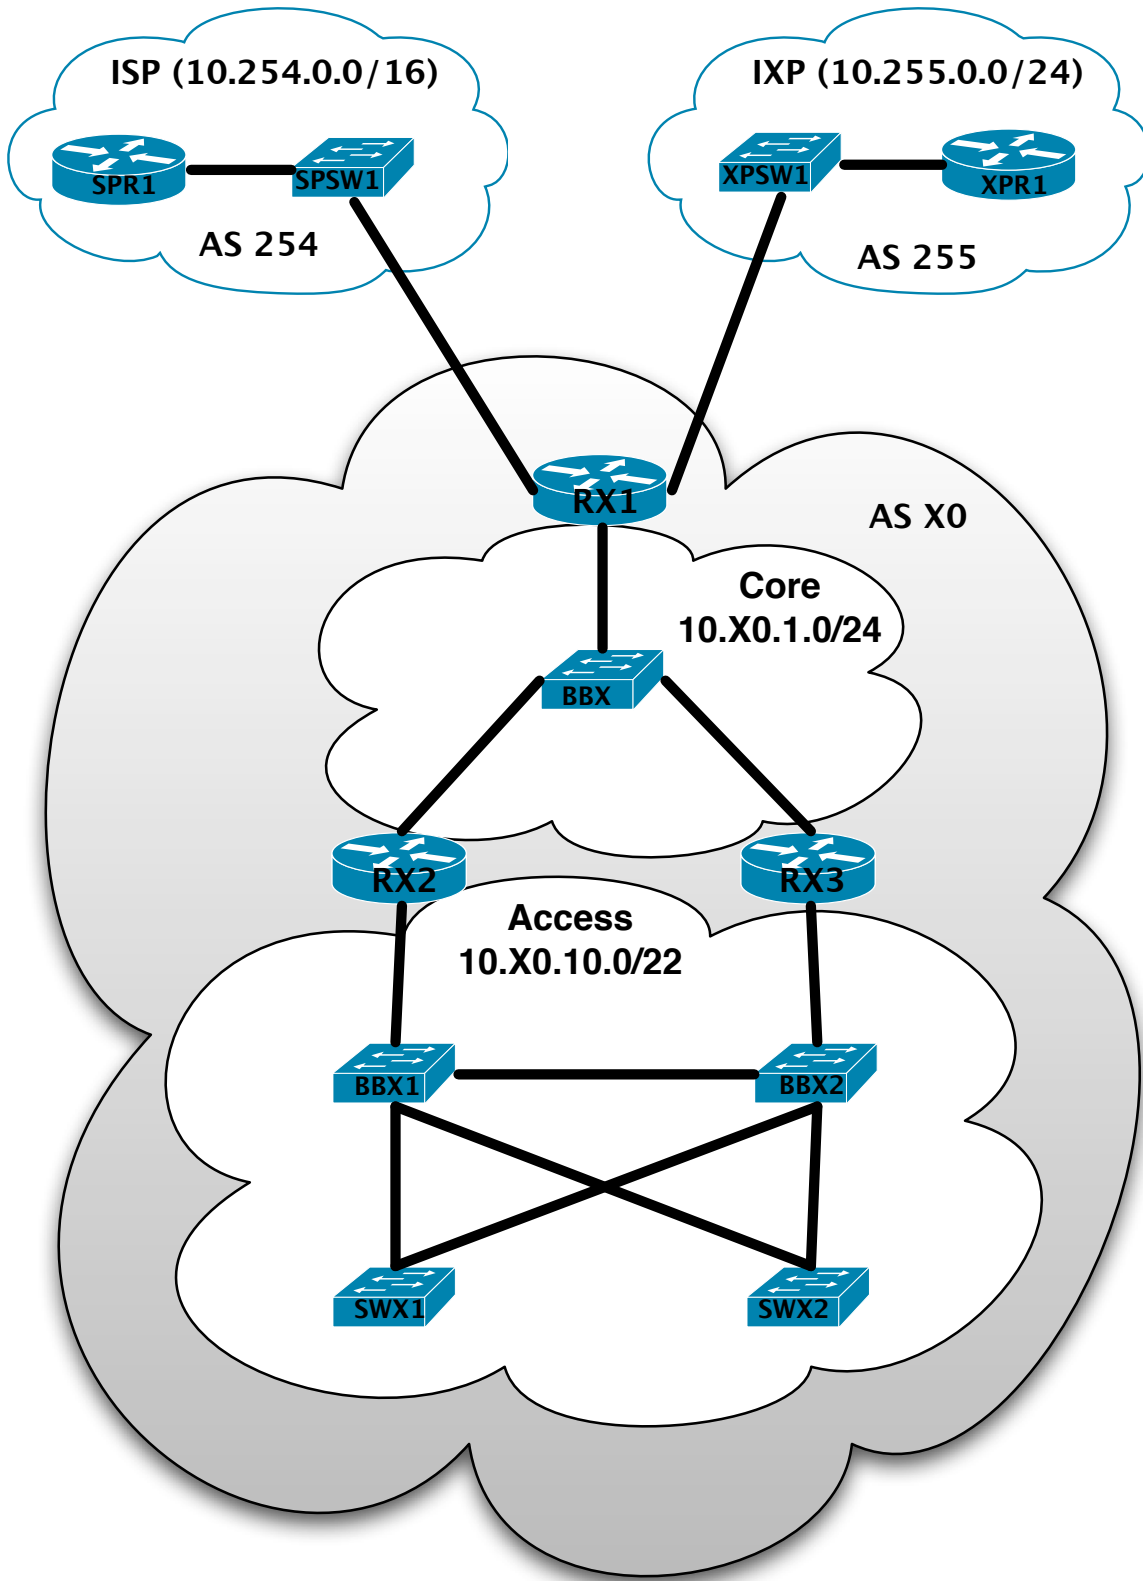 ISP (10.254.0.0/16)
IXP (10.255.0.0/24)
SPR1
SPSW1
XPSW1
XPR1
AS 254
AS 255
RX1
AS X0
Core
10.X0.1.0/24
BBX
RX2
RX3
Access
10.X0.10.0/22
BBX1
BBX2
SWX1
SWX2